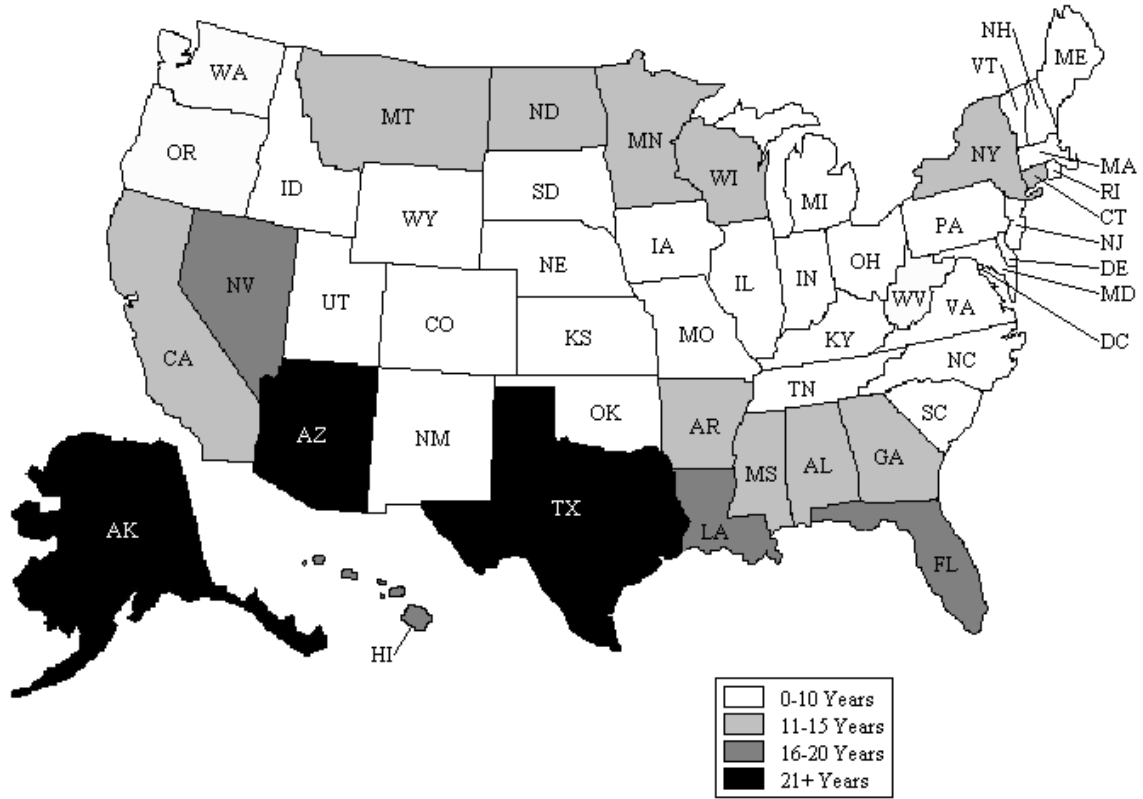 NH
ME
VT
WA
MT
ND
MN
OR
NY
ID
WI
MA
SD
MI
RI
WY
CT
PA
IA
NJ
NE
OH
DE
NV
IL
IN
MD
UT
WV
VA
CO
KS
MO
KY
DC
CA
NC
TN
OK
SC
AZ
NM
AR
GA
MS
AL
TX
AK
LA
FL
HI
0-10 Years
11-15 Years
16-20 Years
21+ Years